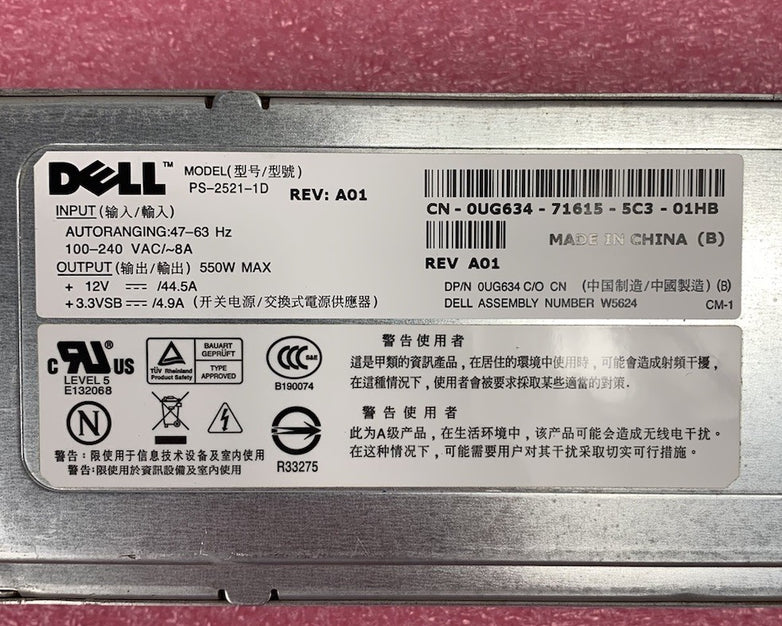 DELL™ MODEL(型号/型號)
PS-2521-1D REV: A01
INPUT(输入/輸入)
AUTORANGING:47-63 Hz
100-240 VAC/~8A
OUTPUT(输出/輸出) 550W MAX
+ 12V ⎓ /44.5A
+3.3VSB ⎓ /4.9A (开关电源/交換式電源供應器)
CN - 0UG634 - 71615 - 5C3 - 01HB
MADE IN CHINA (B)
REV A01
DP/N 0UG634 C/O CN (中国制造/中國製造) (B)
DELL ASSEMBLY NUMBER W5624 CM-1
c RU® US
LEVEL 5
E132068
TÜV Rheinland
Product Safety
BAUART
GEPRÜFT
TYPE
APPROVED
CCC S&E
B190074
N
R33275
警告：限使用于信息技术设备及室内使用
警告:限使用於資訊設備及室內使用
警告使用者
這是甲類的資訊產品，在居住的環境中使用時，可能會造成射頻干擾，
在這種情況下，使用者會被要求採取某些適當的對策．
警告使用者
此为A级产品，在生活环境中，该产品可能会造成无线电干扰。
在这种情况下，可能需要用户对其干扰采取切实可行措施。